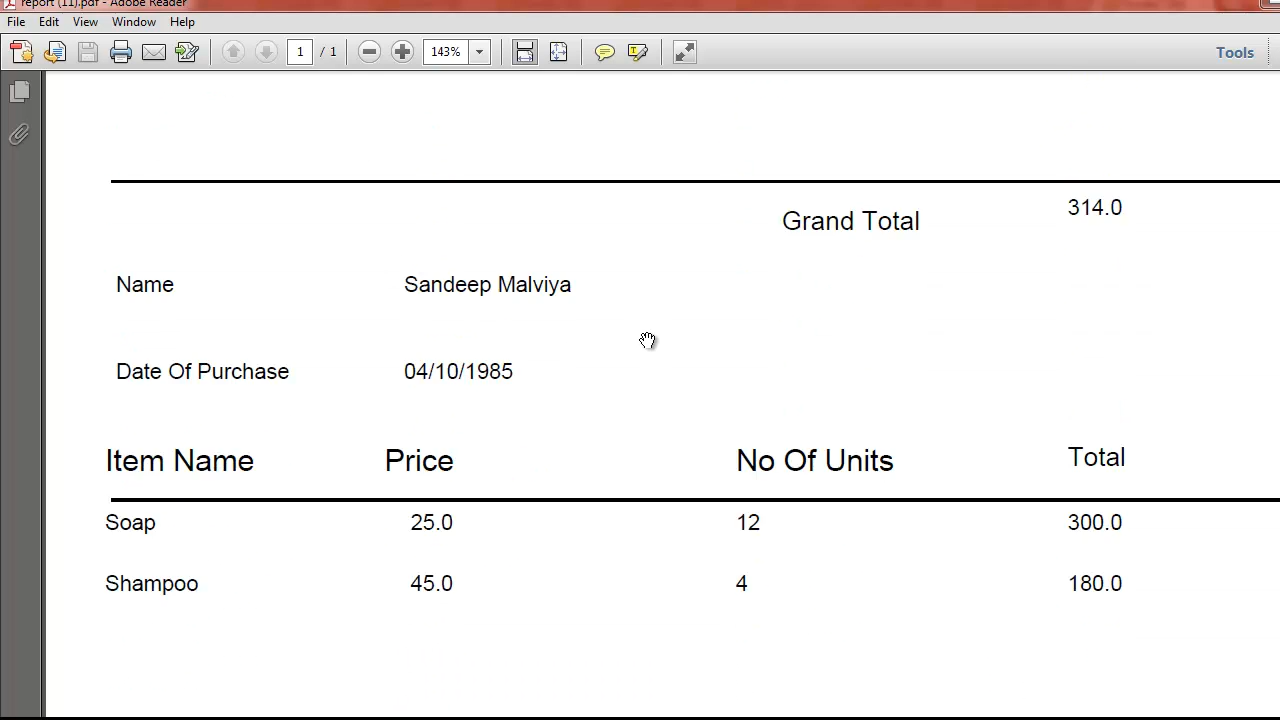 report (11).pdf - Adobe Reader
File Edit View Window Help
1 / 1 143% Tools
314.0
Grand Total
Name Sandeep Malviya
Date Of Purchase 04/10/1985
Item Name Price No Of Units Total
Soap 25.0 12 300.0
Shampoo 45.0 4 180.0